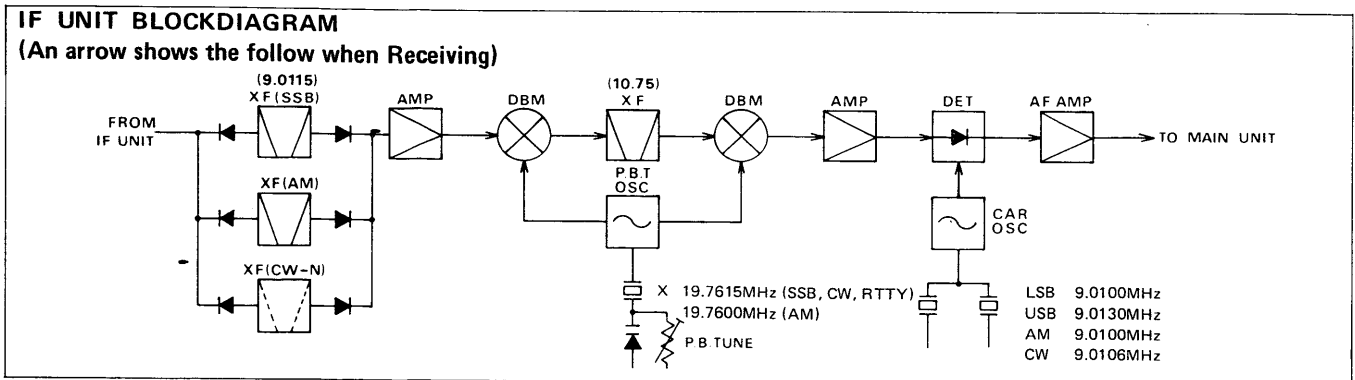 IF UNIT BLOCKDIAGRAM
(An arrow shows the follow when Receiving)
(9.0115)
XF(SSB)
AMP
DBM
(10.75)
XF
DBM
AMP
DET
AF AMP
FROM
IF UNIT
TO MAIN UNIT
P.B.T
OSC
XF(AM)
CAR
OSC
XF(CW-N)
X 19.7615MHz (SSB, CW, RTTY)
19.7600MHz (AM)
P.B.TUNE
LSB 9.0100MHz
USB 9.0130MHz
AM 9.0100MHz
CW 9.0106MHz